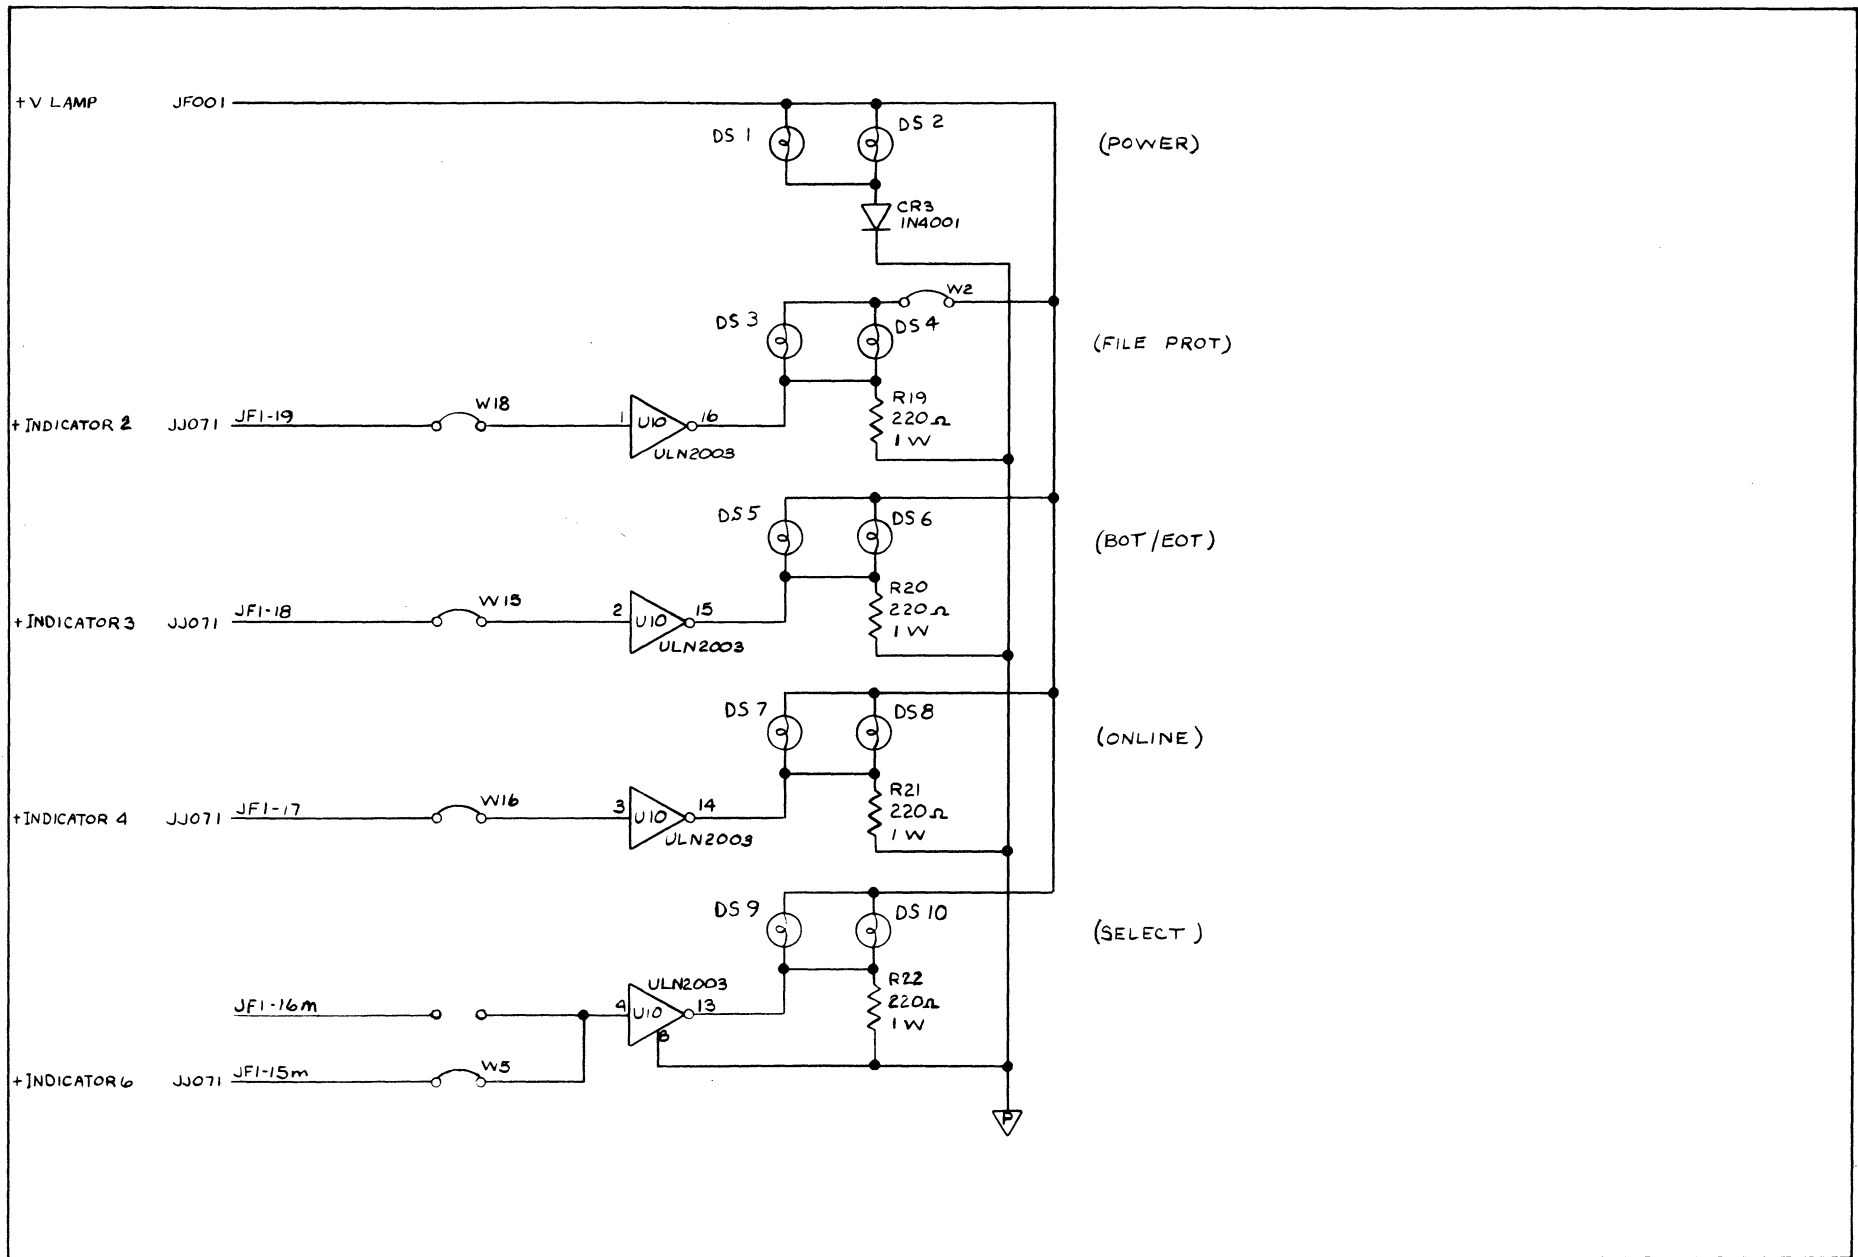 +V LAMP JF001
DS 1
DS 2
(POWER)
CR3
1N4001
W2
DS 3
DS 4
(FILE PROT)
R19
220Ω
1 W
+INDICATOR 2 JJ071 JF1-19
W18
1
U10
16
ULN2003
DS 5
DS 6
(BOT/EOT)
R20
220Ω
1 W
+INDICATOR 3 JJ071 JF1-18
W15
2
U10
15
ULN2003
DS 7
DS 8
(ONLINE)
R21
220Ω
1 W
+INDICATOR 4 JJ071 JF1-17
W16
3
U10
14
ULN2003
DS 9
DS 10
(SELECT)
R22
220Ω
1 W
ULN2003
JF1-16m
4
U10
13
8
+INDICATOR 6 JJ071 JF1-15m
W5
P